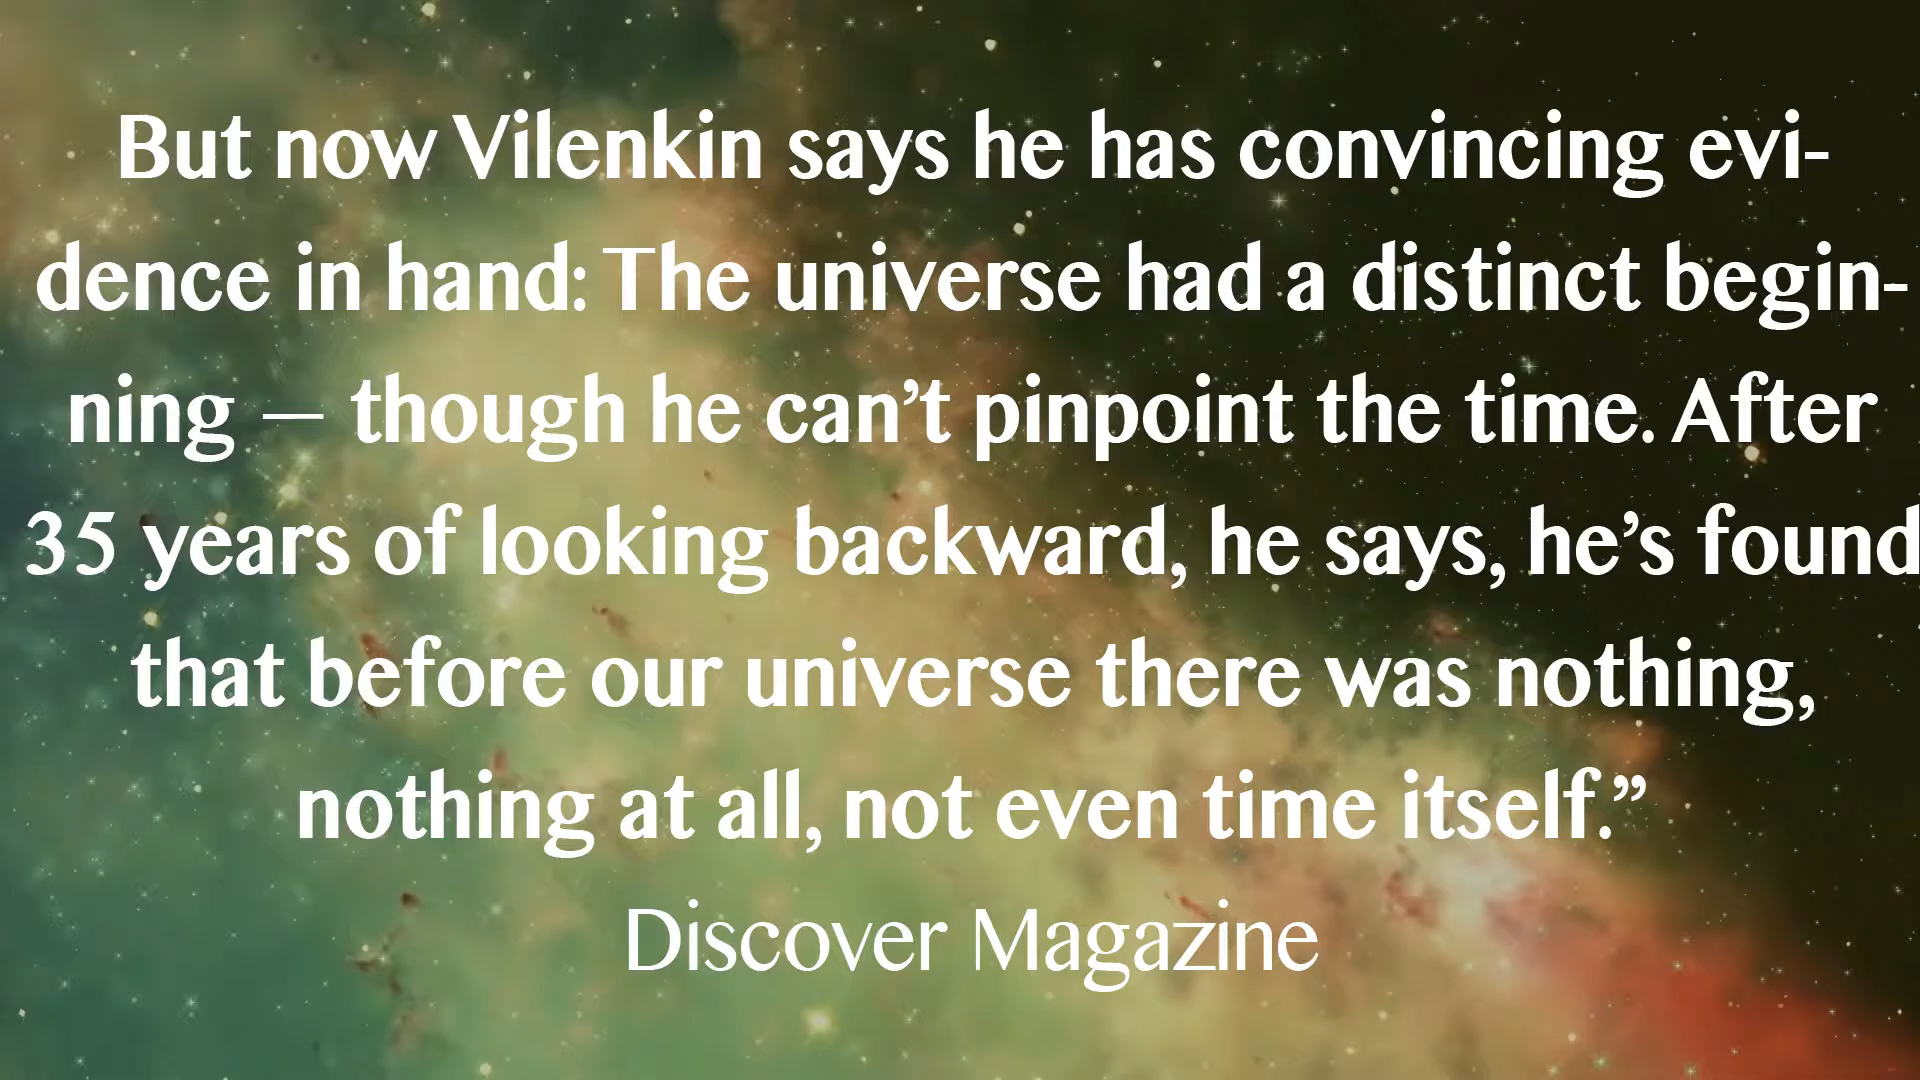 But now Vilenkin says he has convincing evi-
dence in hand: The universe had a distinct begin-
ning — though he can’t pinpoint the time. After
35 years of looking backward, he says, he’s found
that before our universe there was nothing,
nothing at all, not even time itself.”
Discover Magazine